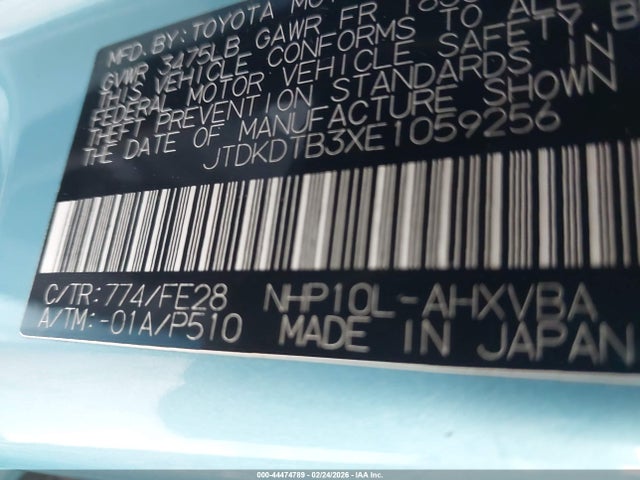 MFD. BY: TOYOTA
GVWR 3475LB GAWR FR
THIS VEHICLE CONFORMS TO ALL
FEDERAL MOTOR VEHICLE SAFETY, B
THEFT PREVENTION STANDARDS IN
THE DATE OF MANUFACTURE SHOWN
JTDKDTB3XE1059256
C/TR:774/FE28 NHP10L-AHXVBA
A/TM:-01A/P510 MADE IN JAPAN
000-44474789 - 02/24/2026 - IAA Inc.